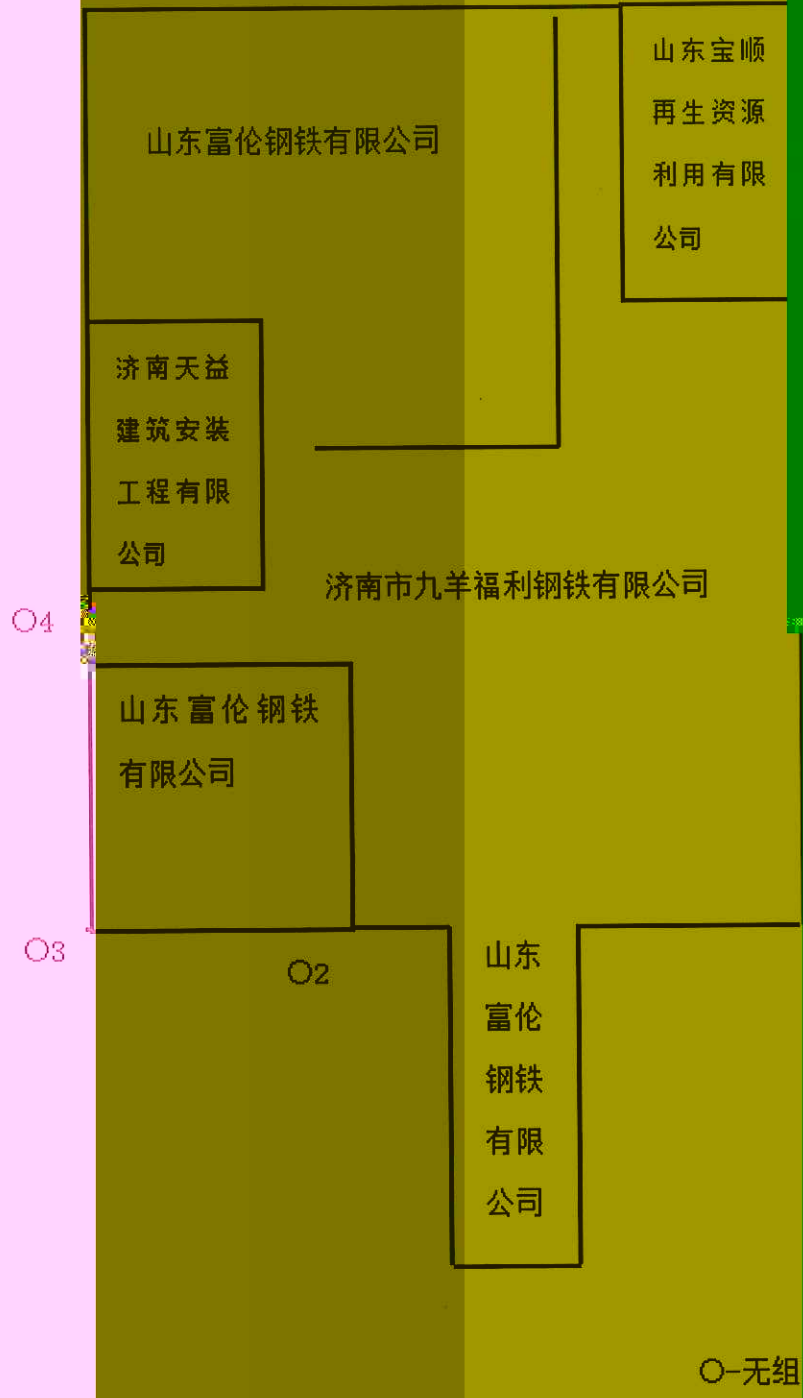 山东富伦钢铁有限公司
山东宝顺
再生资源
利用有限
公司
济南天益
建筑安装
工程有限
公司
济南市九羊福利钢铁有限公司
○4
山东富伦钢铁
有限公司
○3
○2
山东
富伦
钢铁
有限
公司
○-无组